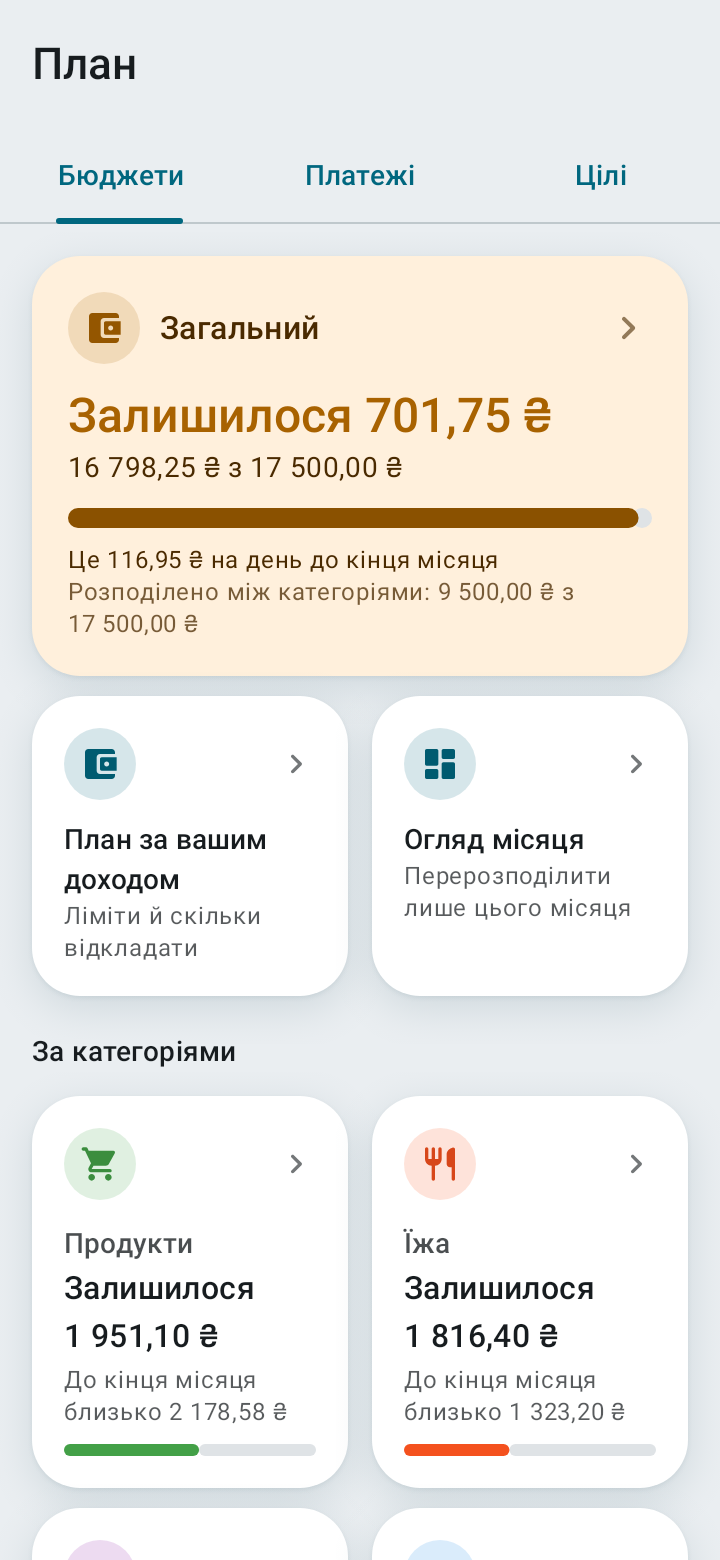 План
Бюджети
Платежі
Цілі
Загальний
Залишилося 701,75 ₴
16 798,25 ₴ з 17 500,00 ₴
Це 116,95 ₴ на день до кінця місяця
Розподілено між категоріями: 9 500,00 ₴ з
17 500,00 ₴
План за вашим
доходом
Ліміти й скільки
відкладати
Огляд місяця
Перерозподілити
лише цього місяця
За категоріями
Продукти
Залишилося
1 951,10 ₴
До кінця місяця
близько 2 178,58 ₴
Їжа
Залишилося
1 816,40 ₴
До кінця місяця
близько 1 323,20 ₴